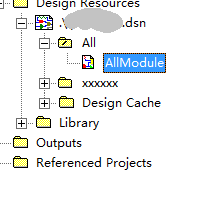 Design Resources
.dsn
All
AllModule
xxxxxx
Design Cache
Library
Outputs
Referenced Projects